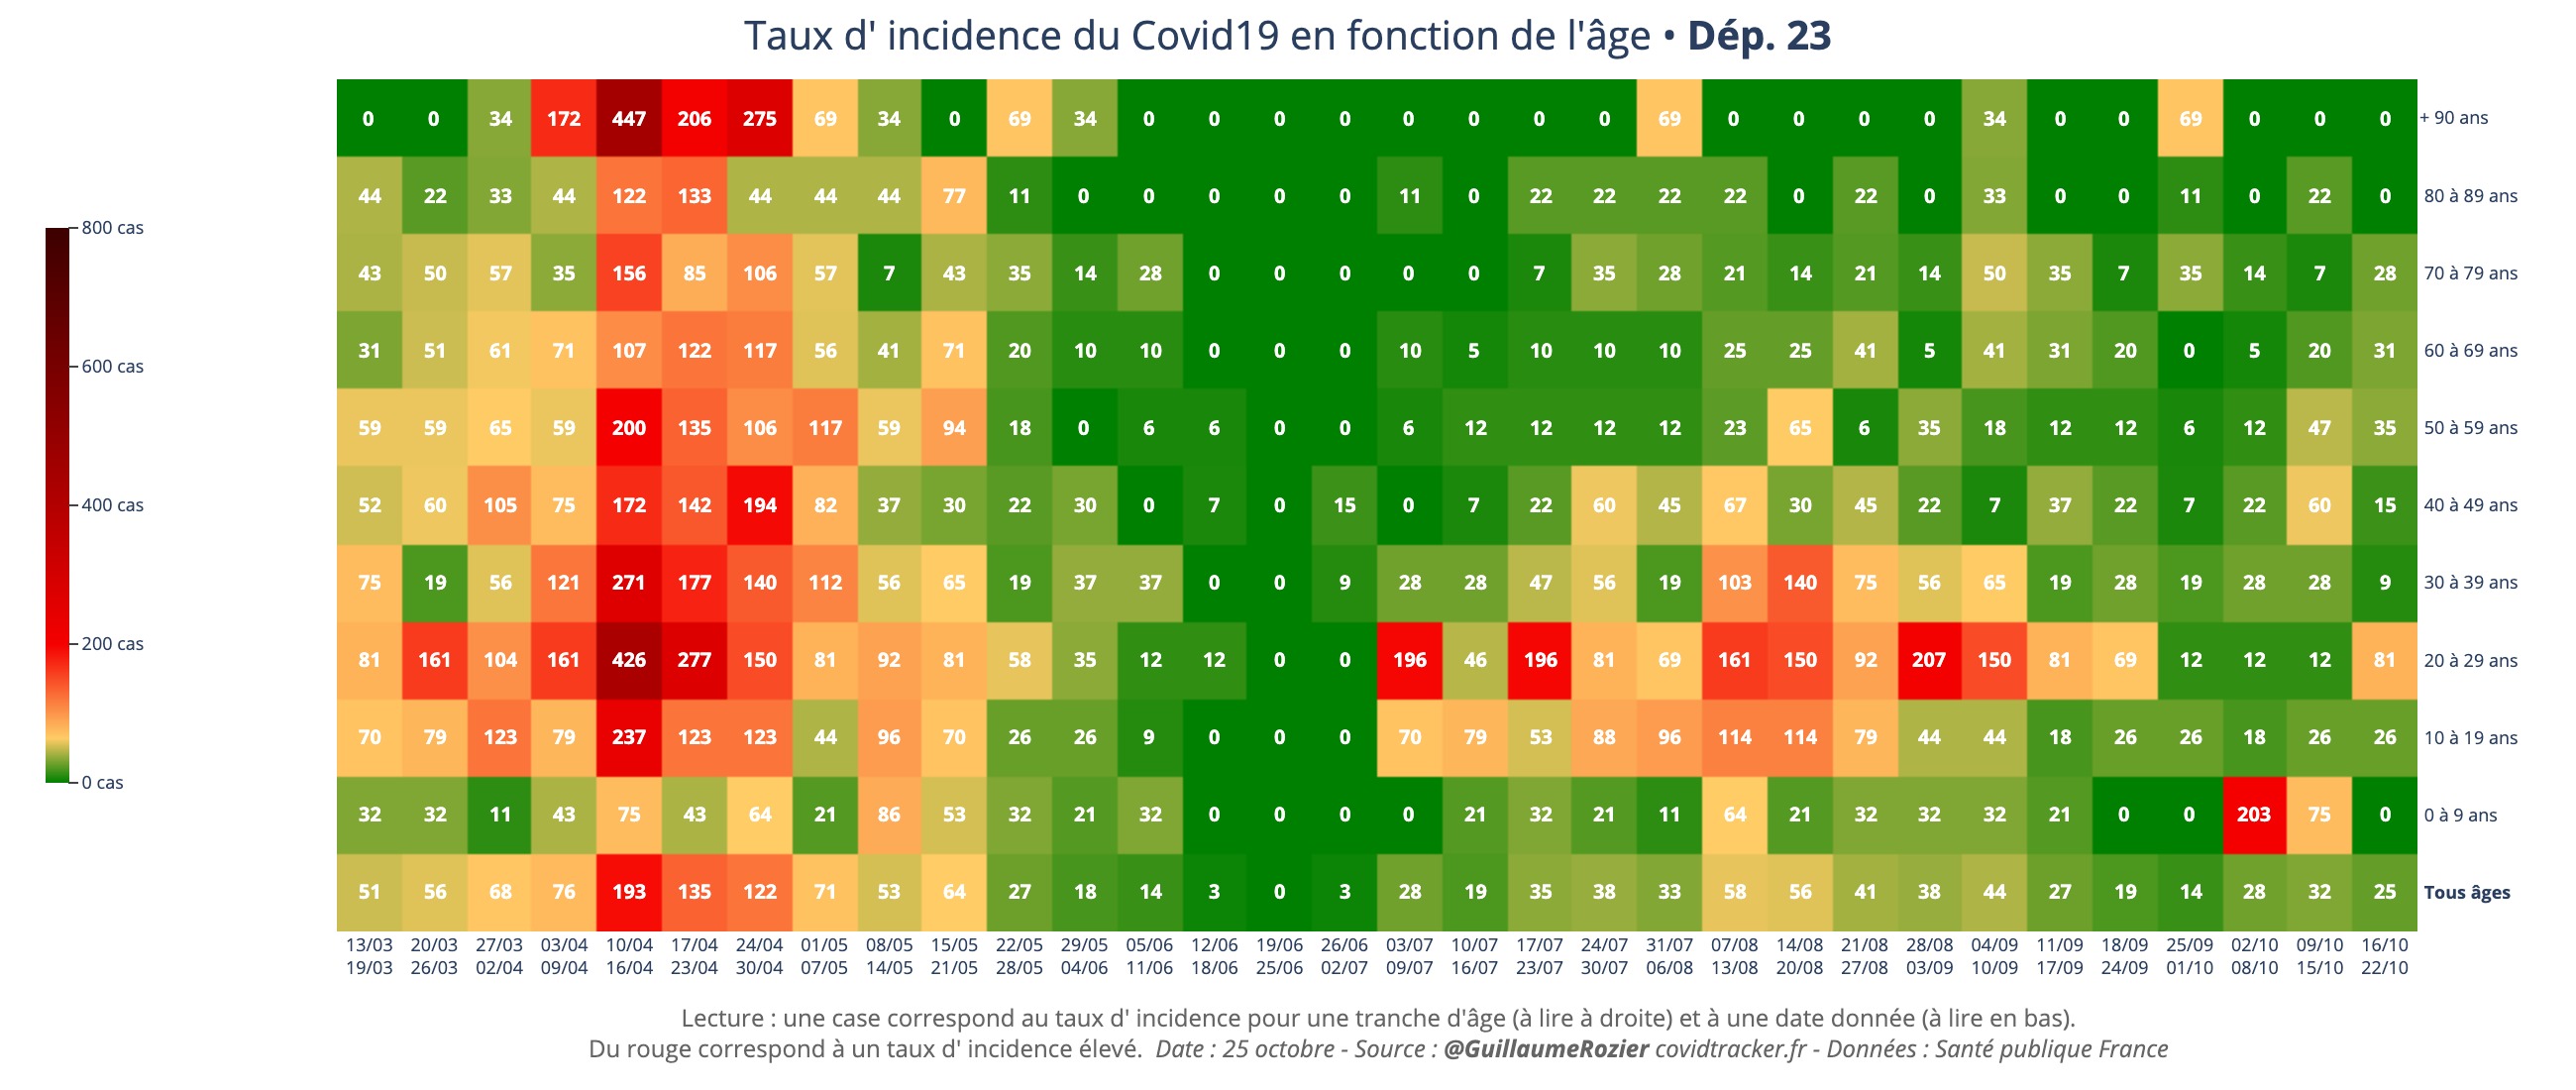 Taux d' incidence du Covid19 en fonction de l'âge • Dép. 23
800 cas
600 cas
400 cas
200 cas
0 cas
0 0 34 172 447 206 275 69 34 0 69 34 0 0 0 0 0 0 0 0 69 0 0 0 0 34 0 0 69 0 0 0 + 90 ans
44 22 33 44 122 133 44 44 44 77 11 0 0 0 0 0 11 0 22 22 22 22 0 22 0 33 0 0 11 0 22 0 80 à 89 ans
43 50 57 35 156 85 106 57 7 43 35 14 28 0 0 0 0 0 7 35 28 21 14 21 14 50 35 7 35 14 7 28 70 à 79 ans
31 51 61 71 107 122 117 56 41 71 20 10 10 0 0 0 10 5 10 10 10 25 25 41 5 41 31 20 0 5 20 31 60 à 69 ans
59 59 65 59 200 135 106 117 59 94 18 0 6 6 0 0 6 12 12 12 12 23 65 6 35 18 12 12 6 12 47 35 50 à 59 ans
52 60 105 75 172 142 194 82 37 30 22 30 0 7 0 15 0 7 22 60 45 67 30 45 22 7 37 22 7 22 60 15 40 à 49 ans
75 19 56 121 271 177 140 112 56 65 19 37 37 0 0 9 28 28 47 56 19 103 140 75 56 65 19 28 19 28 28 9 30 à 39 ans
81 161 104 161 426 277 150 81 92 81 58 35 12 12 0 0 196 46 196 81 69 161 150 92 207 150 81 69 12 12 12 81 20 à 29 ans
70 79 123 79 237 123 123 44 96 70 26 26 9 0 0 0 70 79 53 88 96 114 114 79 44 44 18 26 26 18 26 26 10 à 19 ans
32 32 11 43 75 43 64 21 86 53 32 21 32 0 0 0 0 21 32 21 11 64 21 32 32 32 21 0 0 203 75 0 0 à 9 ans
51 56 68 76 193 135 122 71 53 64 27 18 14 3 0 3 28 19 35 38 33 58 56 41 38 44 27 19 14 28 32 25 Tous âges
13/03 20/03 27/03 03/04 10/04 17/04 24/04 01/05 08/05 15/05 22/05 29/05 05/06 12/06 19/06 26/06 03/07 10/07 17/07 24/07 31/07 07/08 14/08 21/08 28/08 04/09 11/09 18/09 25/09 02/10 09/10 16/10
19/03 26/03 02/04 09/04 16/04 23/04 30/04 07/05 14/05 21/05 28/05 04/06 11/06 18/06 25/06 02/07 09/07 16/07 23/07 30/07 06/08 13/08 20/08 27/08 03/09 10/09 17/09 24/09 01/10 08/10 15/10 22/10
Lecture : une case correspond au taux d' incidence pour une tranche d'âge (à lire à droite) et à une date donnée (à lire en bas).
Du rouge correspond à un taux d' incidence élevé. Date : 25 octobre - Source : @GuillaumeRozier covidtracker.fr - Données : Santé publique France